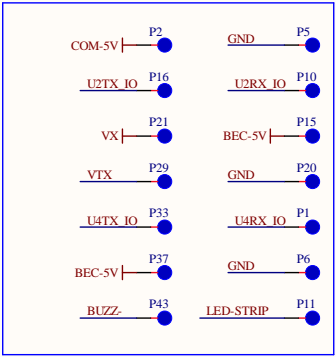 P2 P5
COM-5V GND
P16 P10
U2TX_IO U2RX_IO
P21 P15
VX BEC-5V
P29 P20
VTX GND
P33 P1
U4TX_IO U4RX_IO
P37 P6
BEC-5V GND
P43 P11
BUZZ- LED-STRIP